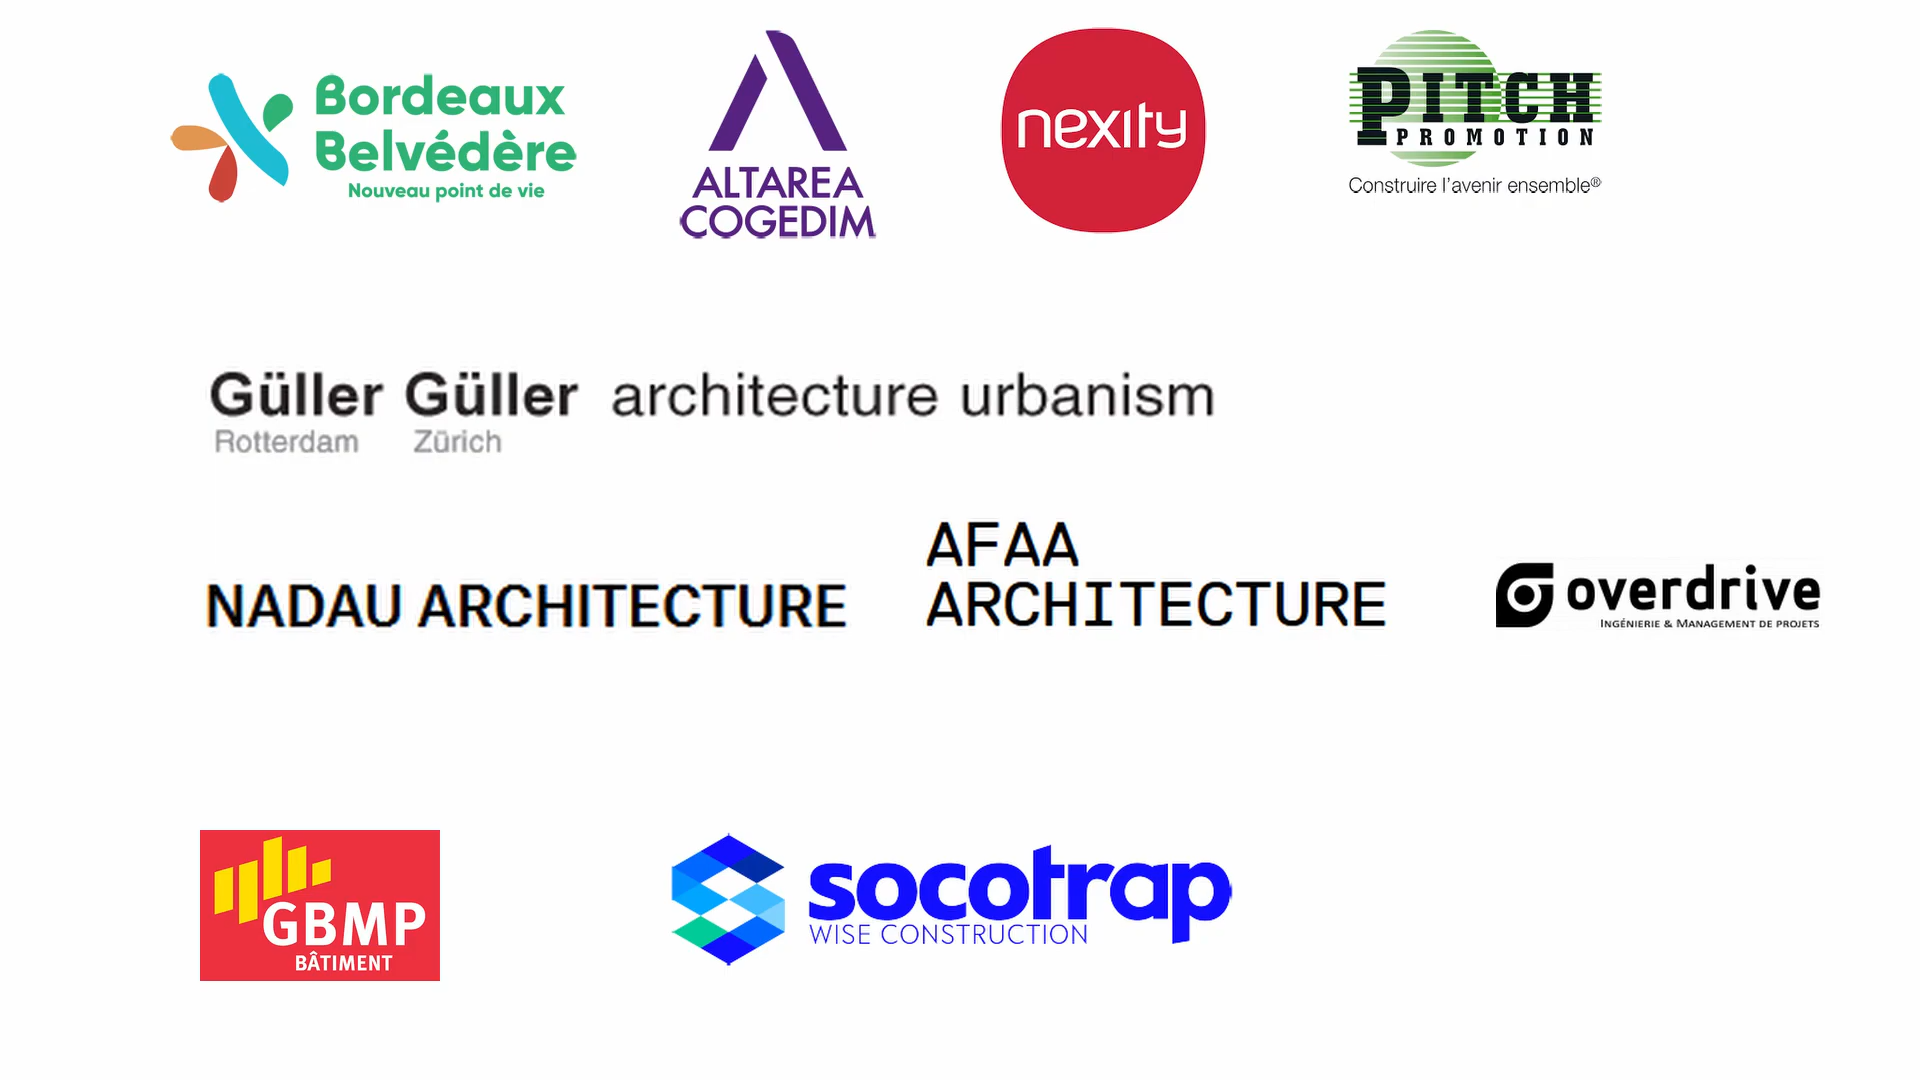 Bordeaux
Belvédère
Nouveau point de vie
ALTAREA
COGEDIM
nexity
PITCH
PROMOTION
Construire l'avenir ensemble®
Güller Güller architecture urbanism
Rotterdam Zürich
NADAU ARCHITECTURE
AFAA
ARCHITECTURE
overdrive
INGÉNIERIE & MANAGEMENT DE PROJETS
GBMP
BÂTIMENT
socotrap
WISE CONSTRUCTION